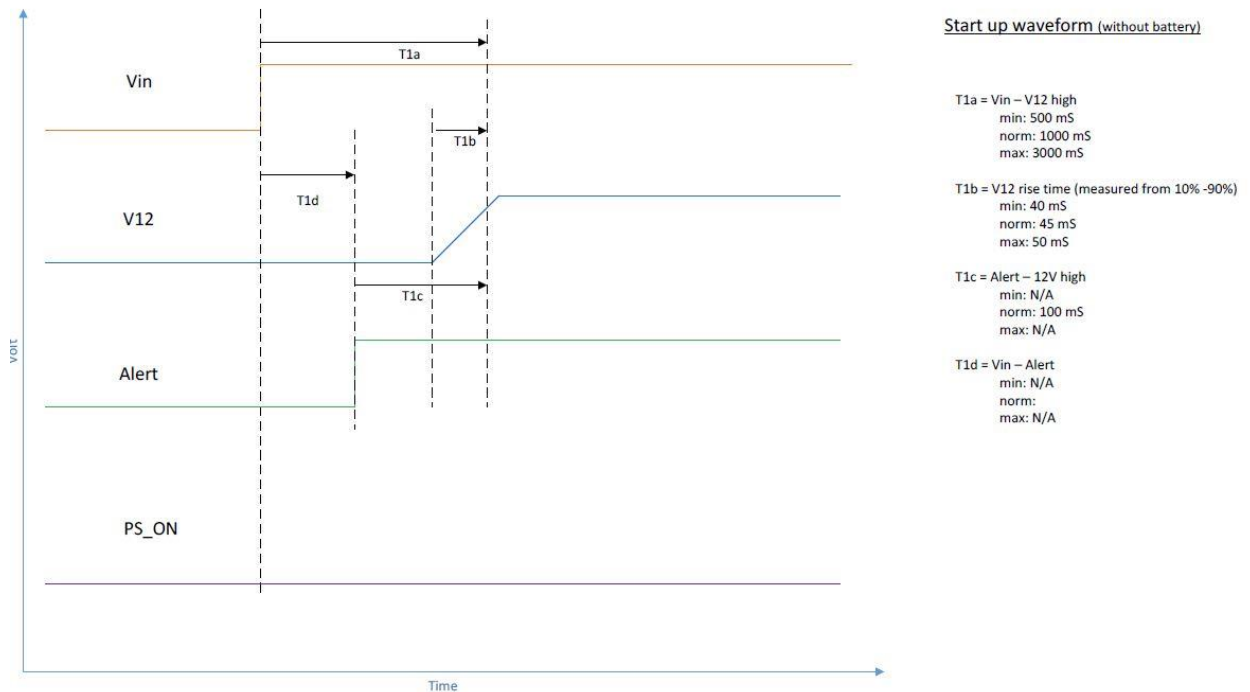 Start up waveform (without battery)
T1a
Vin
T1b
T1d
V12
T1c
Alert
PS_ON
volt
Time
T1a = Vin – V12 high
min: 500 mS
norm: 1000 mS
max: 3000 mS
T1b = V12 rise time (measured from 10% -90%)
min: 40 mS
norm: 45 mS
max: 50 mS
T1c = Alert – 12V high
min: N/A
norm: 100 mS
max: N/A
T1d = Vin – Alert
min: N/A
norm:
max: N/A